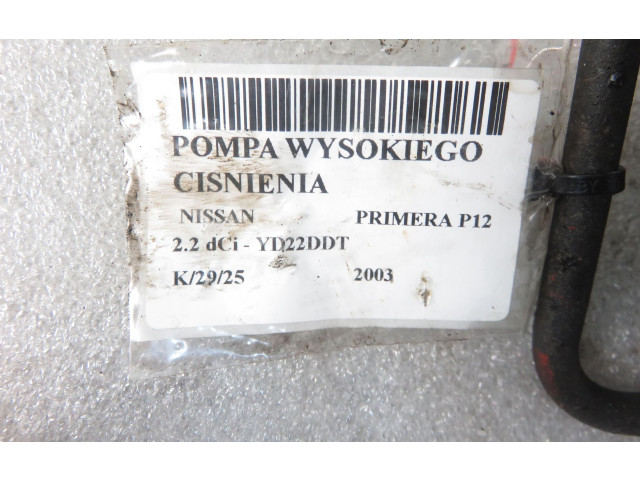 POMPA WYSOKIEGO
CISNIENIA
NISSAN PRIMERA P12
2.2 dCi - YD22DDT
K/29/25 2003